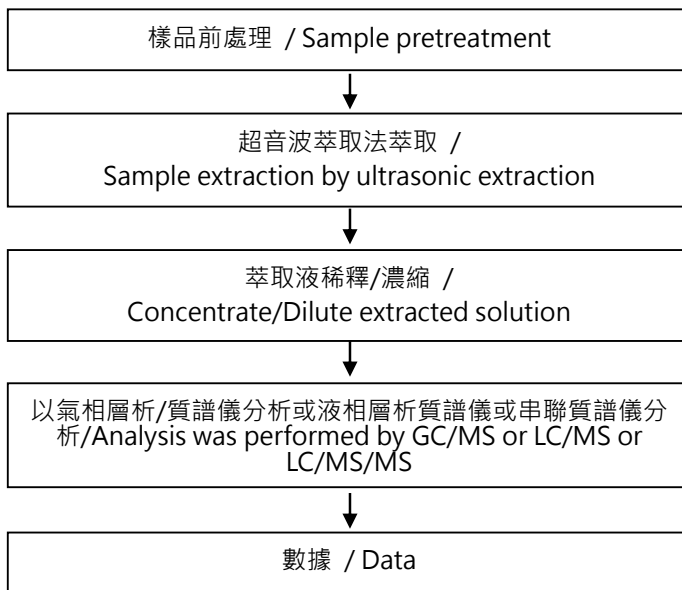 樣品前處理 / Sample pretreatment
超音波萃取法萃取 /
Sample extraction by ultrasonic extraction
萃取液稀釋/濃縮 /
Concentrate/Dilute extracted solution
以氣相層析/質譜儀分析或液相層析質譜儀或串聯質譜儀分
析/Analysis was performed by GC/MS or LC/MS or
LC/MS/MS
數據 / Data